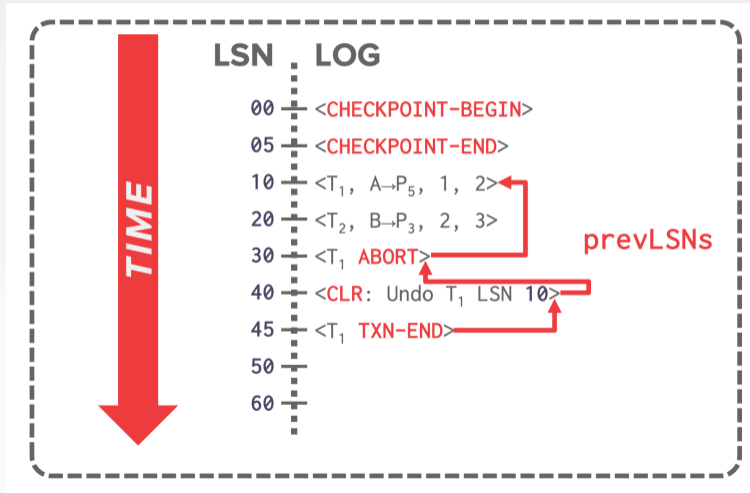 LSN LOG
00 <CHECKPOINT-BEGIN>
05 <CHECKPOINT-END>
10 <T₁, A→P₅, 1, 2>
20 <T₂, B→P₃, 2, 3>
30 <T₁ ABORT>
40 <CLR: Undo T₁ LSN 10>
45 <T₁ TXN-END>
50
60
TIME
prevLSNs